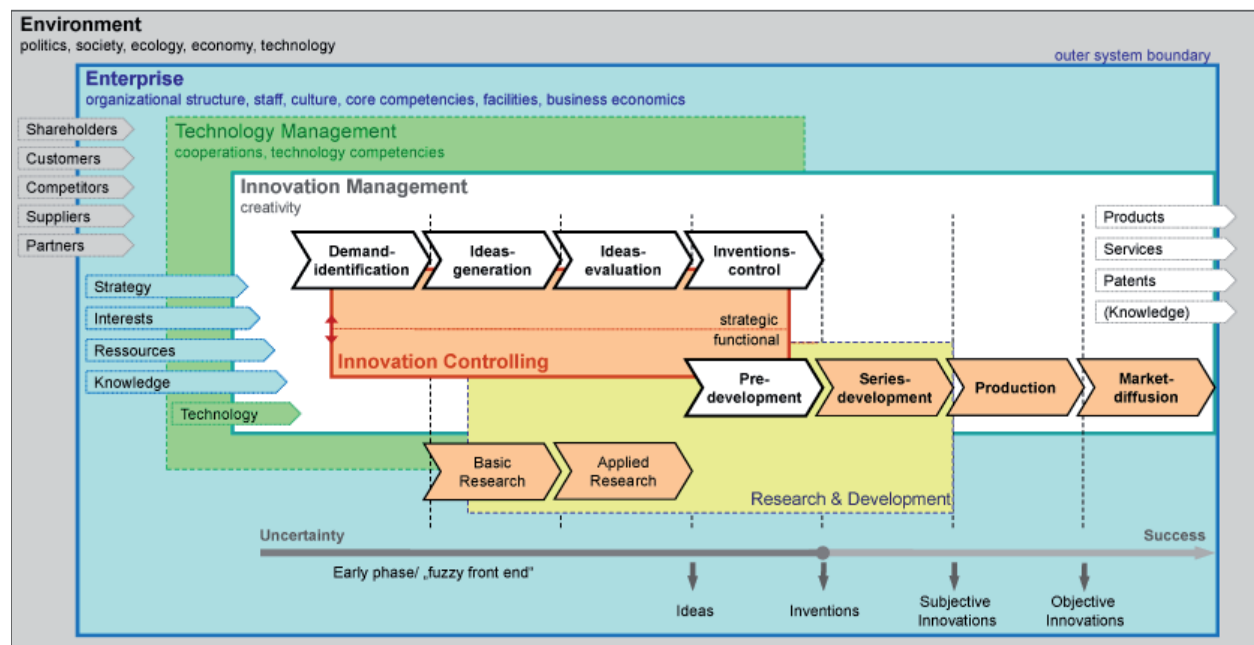 Environment
politics, society, ecology, economy, technology
outer system boundary
Enterprise
organizational structure, staff, culture, core competencies, facilities, business economics
Shareholders
Customers
Competitors
Suppliers
Partners
Technology Management
cooperations, technology competencies
Innovation Management
creativity
Demand-
identification
Ideas-
generation
Ideas-
evaluation
Inventions-
control
Products
Services
Patents
(Knowledge)
Strategy
Interests
Ressources
Knowledge
Technology
strategic
functional
Innovation Controlling
Pre-
development
Series-
development
Production
Market-
diffusion
Basic
Research
Applied
Research
Research & Development
Uncertainty
Success
Early phase/ „fuzzy front end“
Ideas
Inventions
Subjective
Innovations
Objective
Innovations